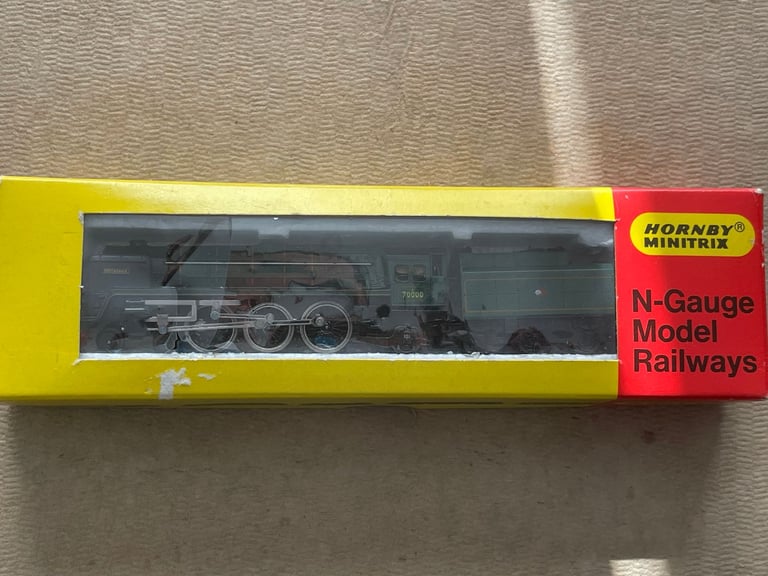 HORNBY®
MINITRIX
N-Gauge
Model
Railways
70000